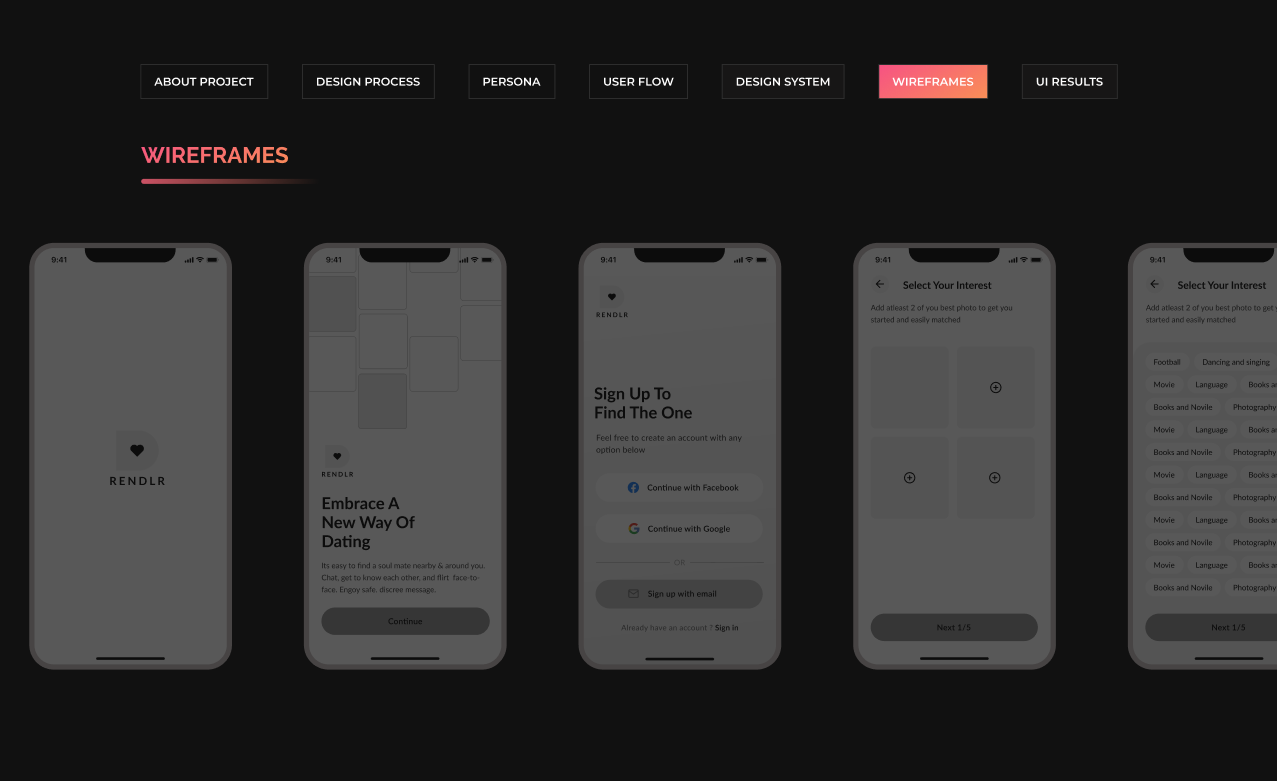 ABOUT PROJECT
DESIGN PROCESS
PERSONA
USER FLOW
DESIGN SYSTEM
WIREFRAMES
UI RESULTS
WIREFRAMES
9:41
RENDLR
9:41
RENDLR
Embrace A
New Way Of
Dating
Its easy to find a soul mate nearby & around you.
Chat, get to know each other, and flirt face-to-
face. Engoy safe, discree message.
Continue
9:41
RENDLR
Sign Up To
Find The One
Feel free to create an account with any
option below
Continue with Facebook
Continue with Google
OR
Sign up with email
Already have an account ? Sign in
9:41
Select Your Interest
Add atleast 2 of you best photo to get you
started and easily matched
Next 1/5
9:41
Select Your Interest
Add atleast 2 of you best photo to get
started and easily matched
Football Dancing and singing
Movie Language Books a
Books and Novile Photography
Movie Language Books a
Books and Novile Photography
Movie Language Books a
Books and Novile Photography
Movie Language Books a
Books and Novile Photography
Movie Language Books a
Books and Novile Photography
Next 1/5